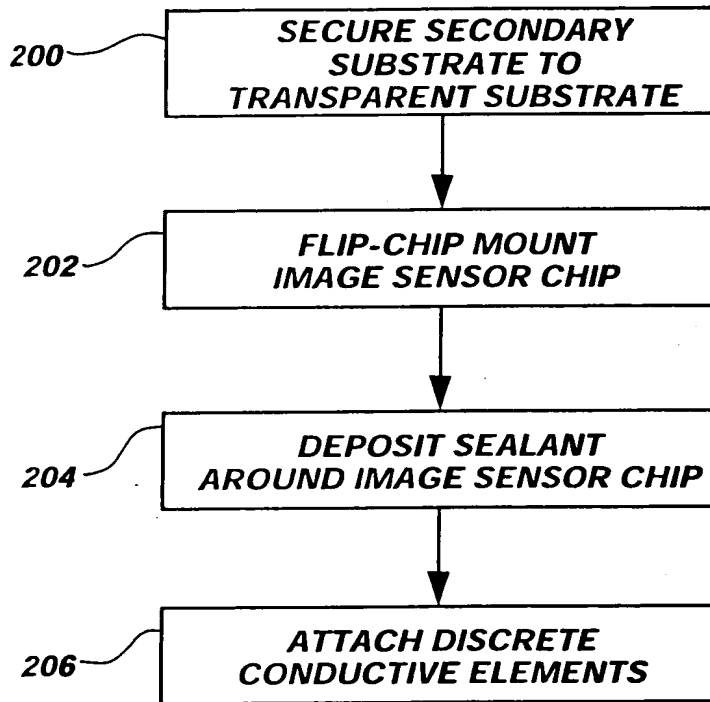 200
SECURE SECONDARY
SUBSTRATE TO
TRANSPARENT SUBSTRATE
202
FLIP-CHIP MOUNT
IMAGE SENSOR CHIP
204
DEPOSIT SEALANT
AROUND IMAGE SENSOR CHIP
206
ATTACH DISCRETE
CONDUCTIVE ELEMENTS